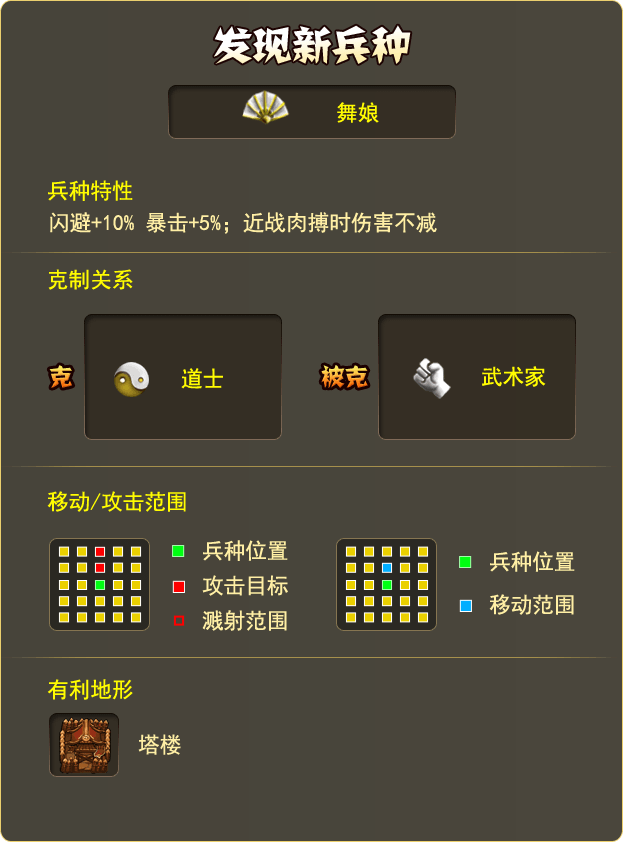 发现新兵种
舞娘
兵种特性
闪避+10% 暴击+5%；近战肉搏时伤害不减
克制关系
克 道士 被克 武术家
移动/攻击范围
兵种位置
攻击目标
溅射范围
兵种位置
移动范围
有利地形
塔楼